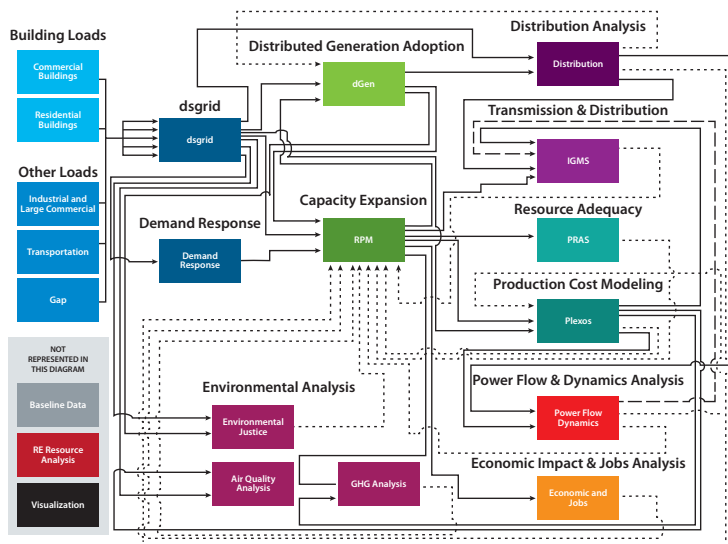 Building Loads
Commercial
Buildings
Residential
Buildings
Other Loads
Industrial and
Large Commercial
Transportation
Gap
NOT
REPRESENTED IN
THIS DIAGRAM
Baseline Data
RE Resource
Analysis
Visualization
dsgrid
dsgrid
Demand Response
Demand
Response
Distributed Generation Adoption
dGen
Capacity Expansion
RPM
Environmental Analysis
Environmental
Justice
Air Quality
Analysis
GHG Analysis
Distribution Analysis
Distribution
Transmission & Distribution
IGMS
Resource Adequacy
PRAS
Production Cost Modeling
Plexos
Power Flow & Dynamics Analysis
Power Flow
Dynamics
Economic Impact & Jobs Analysis
Economic and
Jobs